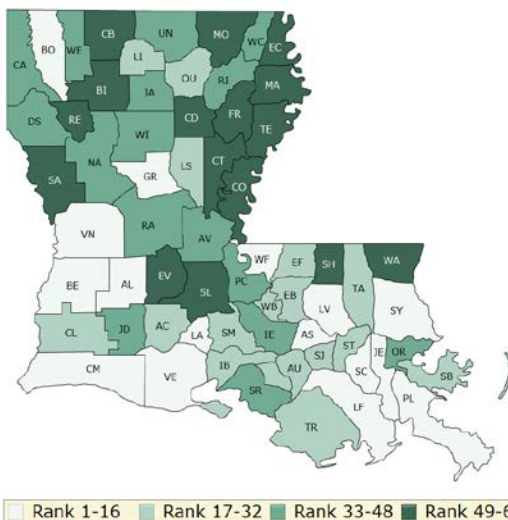 BO
WE
CB
UN
MO
WC
EC
CA
LI
OU
BI
JA
RI
MA
DS
RE
CD
FR
TE
WI
NA
SA
GR
LS
CT
CO
VN
RA
AV
WF
EF
SH
WA
BE
AL
EV
SL
PC
EB
WB
TA
LV
SY
CL
JD
AC
LA
SM
IE
AS
ST
JE
OR
SJ
SC
SB
CM
VE
IB
AU
SR
LF
PL
TR
Rank 1-16 Rank 17-32 Rank 33-48 Rank 49-6